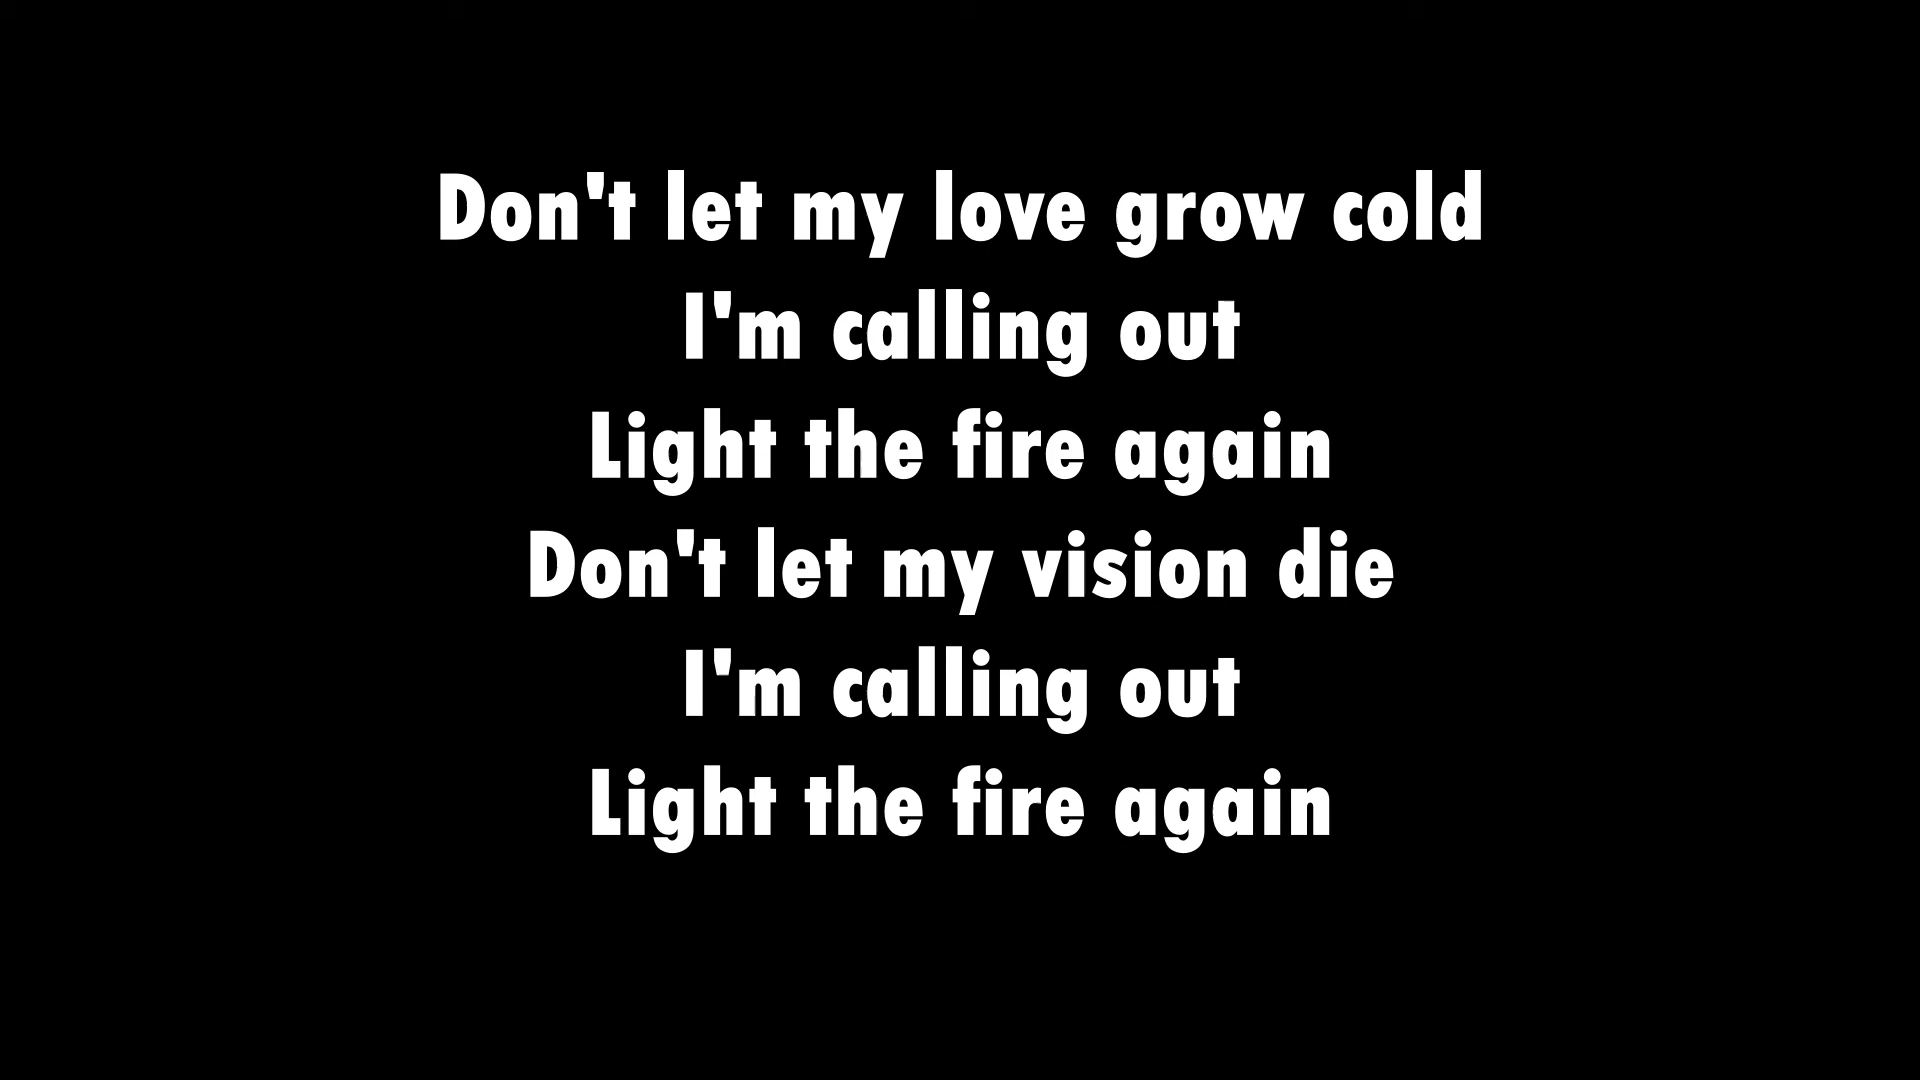 Don't let my love grow cold
I'm calling out
Light the fire again
Don't let my vision die
I'm calling out
Light the fire again